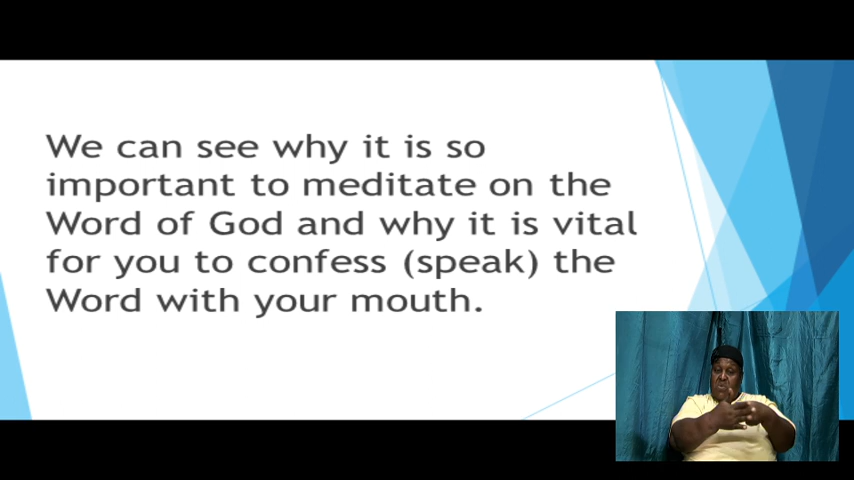 We can see why it is so
important to meditate on the
Word of God and why it is vital
for you to confess (speak) the
Word with your mouth.